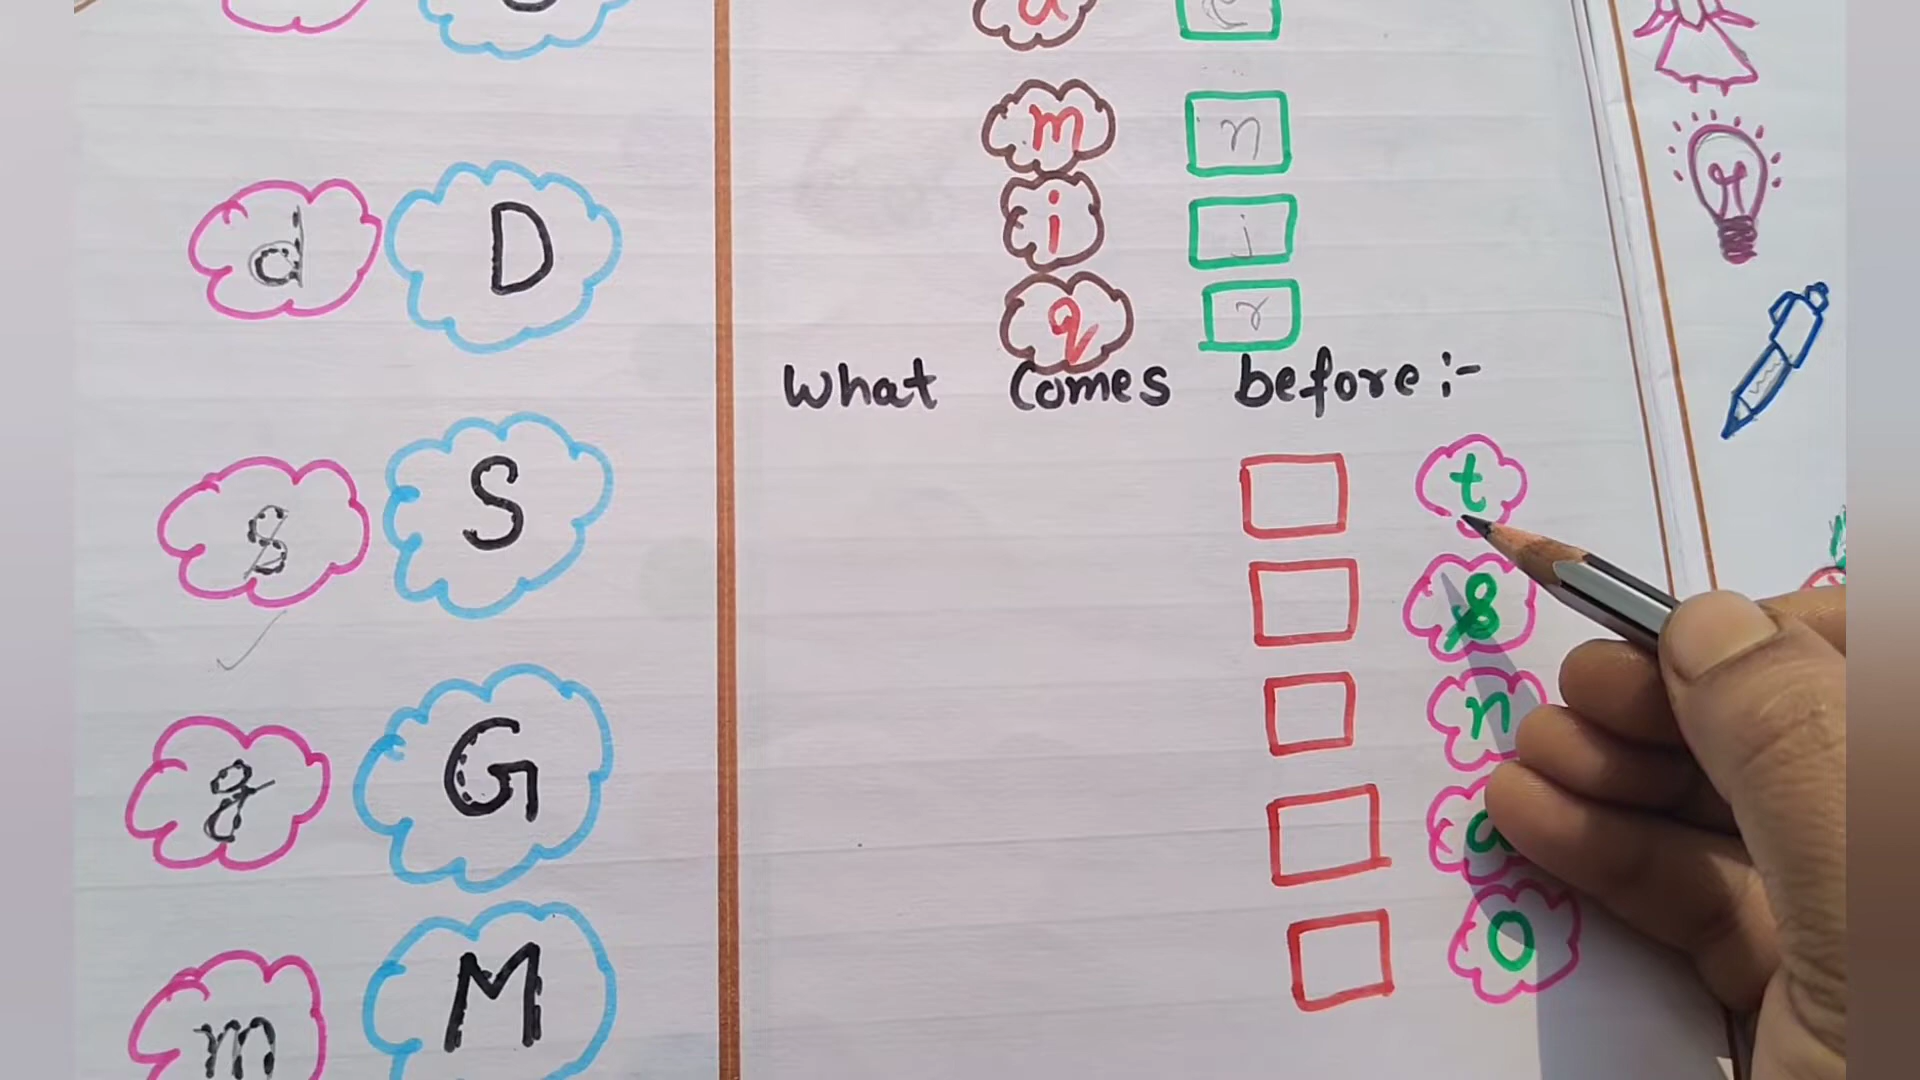 d D
s S
g G
m M
m n
i j
q r
What Comes before:-
t
g
n
o